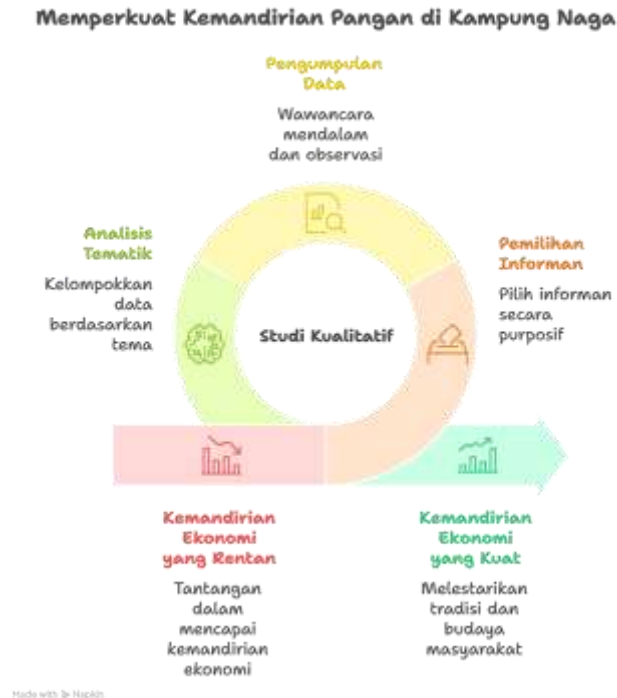 Memperkuat Kemandirian Pangan di Kampung Naga
Pengumpulan
Data
Wawancara
mendalam
dan observasi
Analisis
Tematik
Kelompokkan
data
berdasarkan
tema
Pemilihan
Informan
Pilih informan
secara
purposif
Studi Kualitatif
Kemandirian
Ekonomi
yang Rentan
Tantangan
dalam
mencapai
kemandirian
ekonomi
Kemandirian
Ekonomi
yang Kuat
Melestarikan
tradisi dan
budaya
masyarakat
Made with Napkin